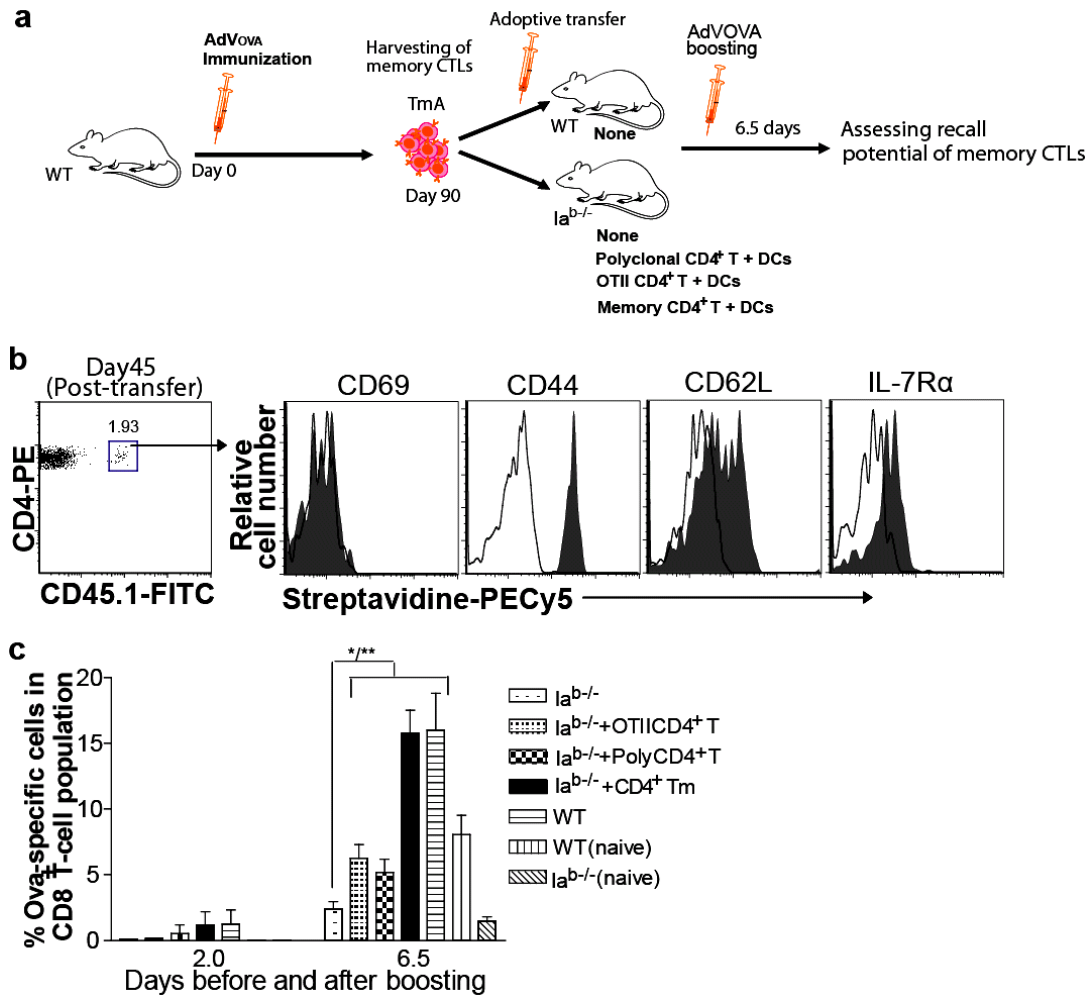 a
AdVOVA
Immunization
Harvesting of
memory CTLs
Adoptive transfer
AdVOVA
boosting
TmA
WT
None
6.5 days
Assessing recall
potential of memory CTLs
WT
Day 0
Day 90
Iab-/-
None
Polyclonal CD4+ T + DCs
OTII CD4+ T + DCs
Memory CD4+ T + DCs
b
Day45
(Post-transfer)
1.93
CD4-PE
CD45.1-FITC
CD69
CD44
CD62L
IL-7Rα
Relative
cell number
Streptavidine-PECy5
c
% Ova-specific cells in
CD8+ T-cell population
20
15
10
5
0
*/**
2.0
6.5
Days before and after boosting
Iab-/-
Iab-/-+OTIICD4+ T
Iab-/-+PolyCD4+T
Iab-/-+CD4+ Tm
WT
WT(naive)
Iab-/-(naive)